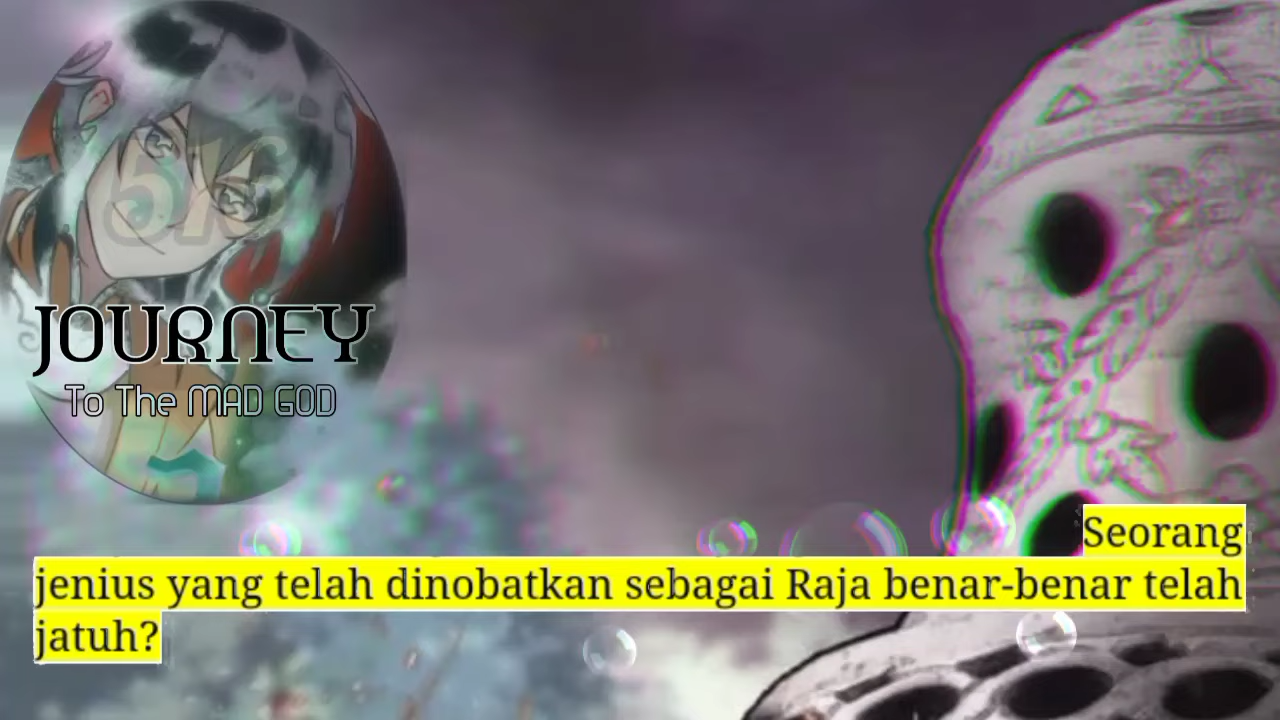 JOURNEY
To The MAD GOD
Seorang
jenius yang telah dinobatkan sebagai Raja benar-benar telah
jatuh?